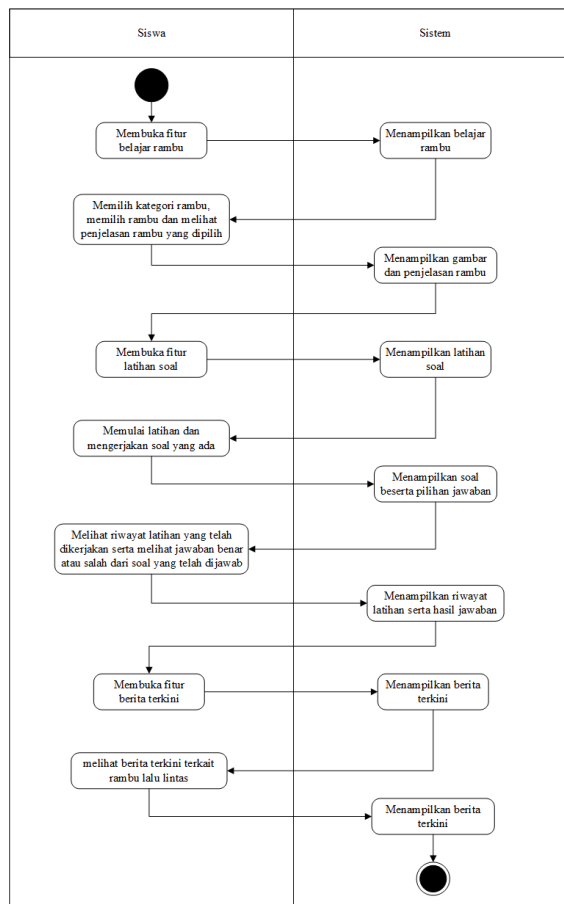 Siswa
Sistem
Membuka fitur
belajar rambu
Menampilkan belajar
rambu
Memilih kategori rambu,
memilih rambu dan melihat
penjelasan rambu yang dipilih
Menampilkan gambar
dan penjelasan rambu
Membuka fitur
latihan soal
Menampilkan latihan
soal
Memulai latihan dan
mengerjakan soal yang ada
Menampilkan soal
beserta pilihan jawaban
Melihat riwayat latihan yang telah
dikerjakan serta melihat jawaban benar
atau salah dari soal yang telah dijawab
Menampilkan riwayat
latihan serta hasil jawaban
Membuka fitur
berita terkini
Menampilkan berita
terkini
melihat berita terkini terkait
rambu lalu lintas
Menampilkan berita
terkini